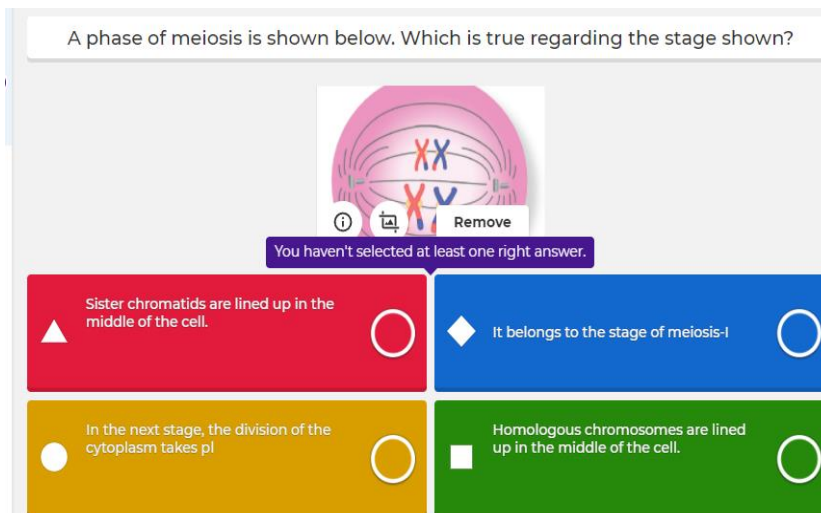 A phase of meiosis is shown below. Which is true regarding the stage shown?
Remove
You haven't selected at least one right answer.
Sister chromatids are lined up in the
middle of the cell.
It belongs to the stage of meiosis-I
In the next stage, the division of the
cytoplasm takes pl
Homologous chromosomes are lined
up in the middle of the cell.